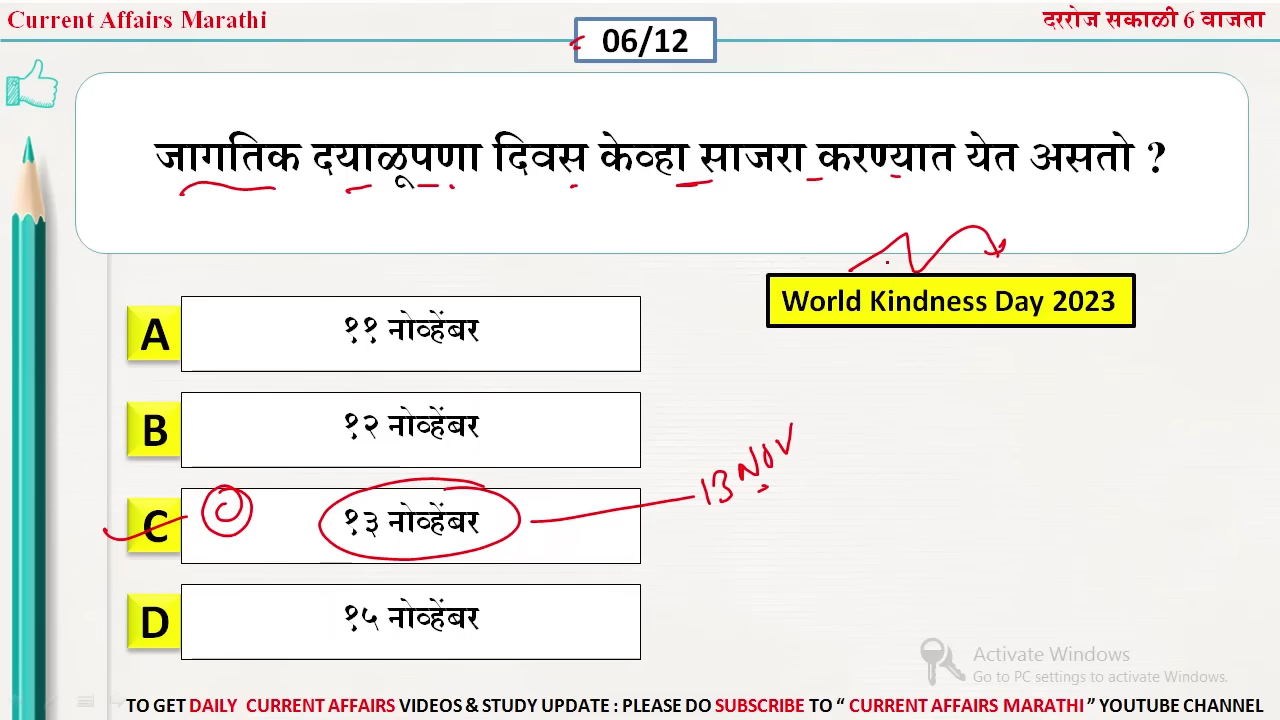 Current Affairs Marathi
दररोज सकाळी 6 वाजता
06/12
जागतिक दयाळूपणा दिवस केव्हा साजरा करण्यात येत असतो ?
World Kindness Day 2023
A ११ नोव्हेंबर
B १२ नोव्हेंबर
C १३ नोव्हेंबर
13 NOV
D १५ नोव्हेंबर
Activate Windows
Go to PC settings to activate Windows.
TO GET DAILY CURRENT AFFAIRS VIDEOS & STUDY UPDATE : PLEASE DO SUBSCRIBE TO “ CURRENT AFFAIRS MARATHI ” YOUTUBE CHANNEL